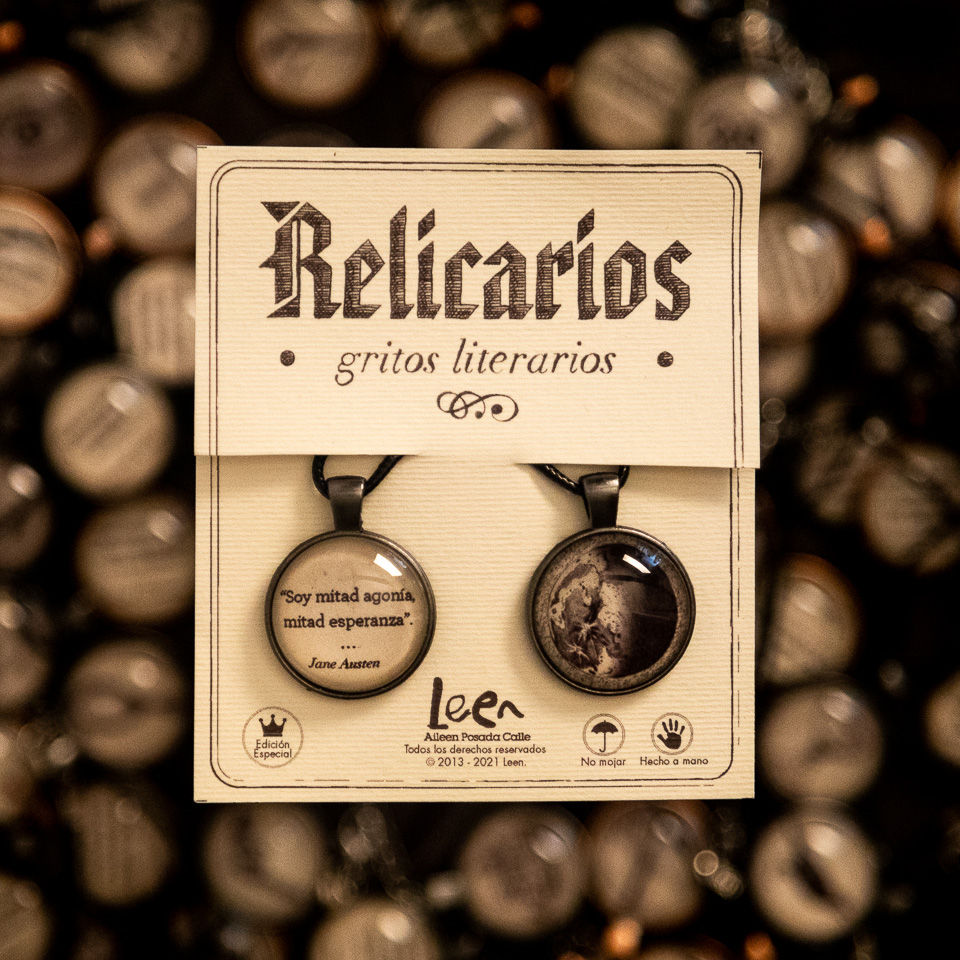 Relicarios
• gritos literarios •
“Soy mitad agonía,
mitad esperanza”.
...
Jane Austen
Leen
Aileen Posada Calle
Todos los derechos reservados
© 2013 - 2021 Leen.
Edición
Especial
No mojar
Hecho a mano